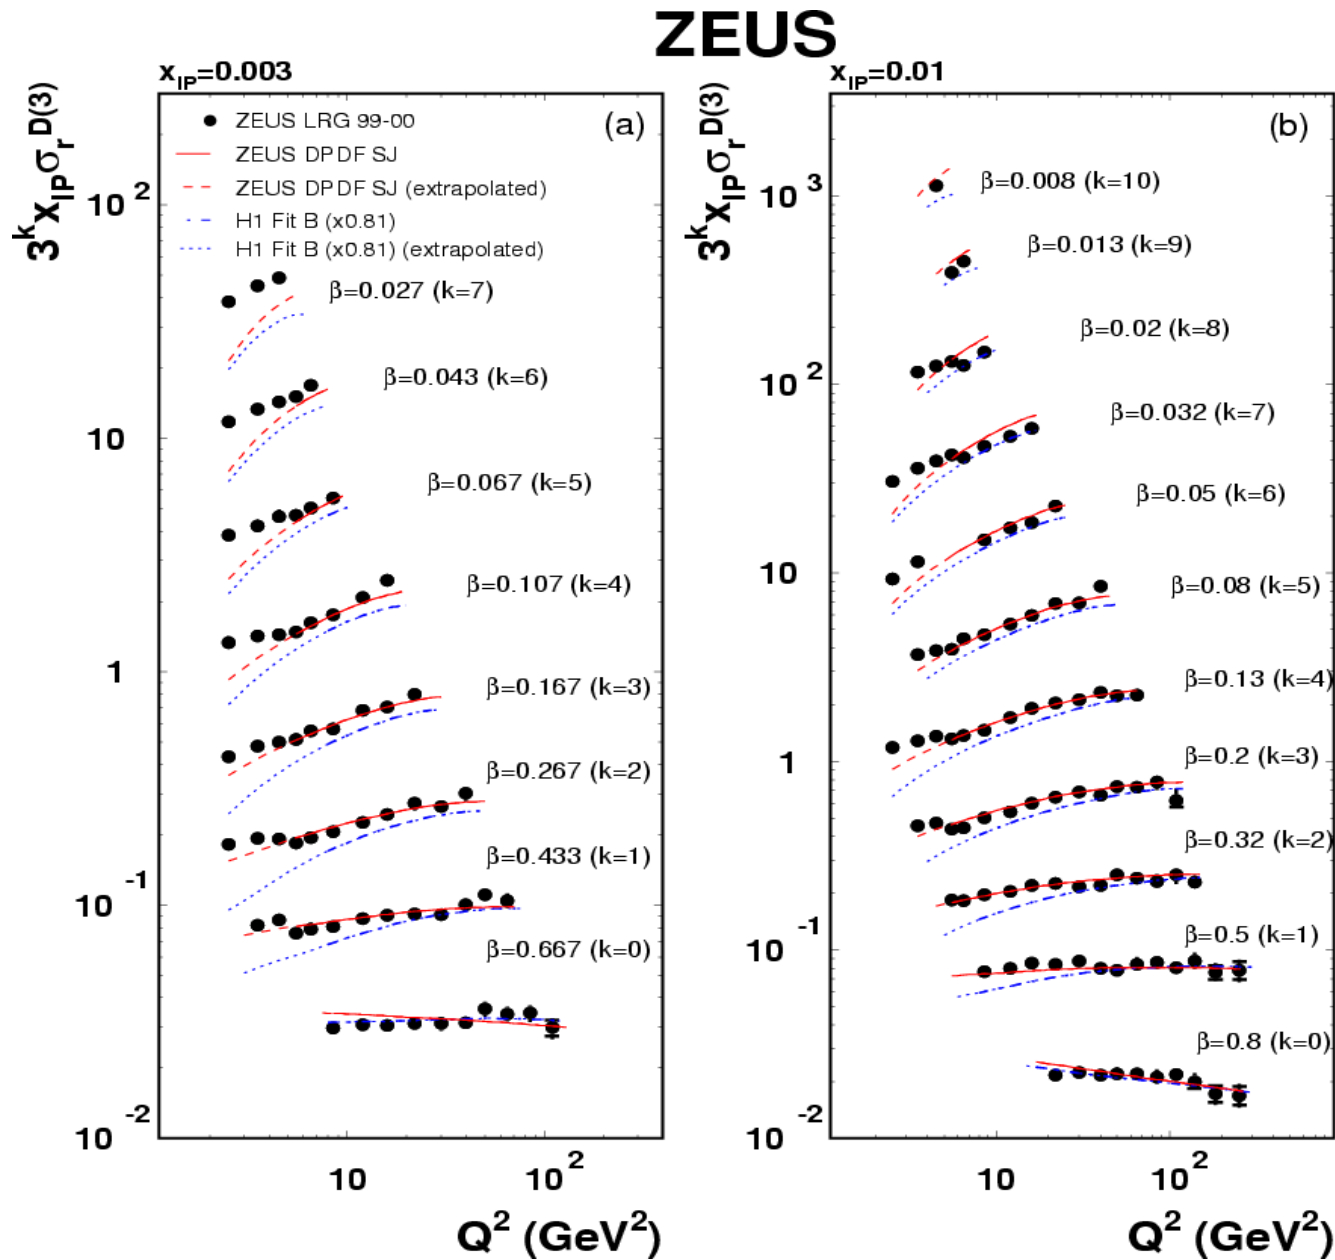 ZEUS
x_IP=0.003
3^k x_IP σ_r^D(3)
(a)
ZEUS LRG 99-00
ZEUS DPDF SJ
ZEUS DPDF SJ (extrapolated)
H1 Fit B (x0.81)
H1 Fit B (x0.81) (extrapolated)
β=0.027 (k=7)
β=0.043 (k=6)
β=0.067 (k=5)
β=0.107 (k=4)
β=0.167 (k=3)
β=0.267 (k=2)
β=0.433 (k=1)
β=0.667 (k=0)
10^2
10
1
10^-1
10^-2
10
10^2
Q^2 (GeV^2)
x_IP=0.01
3^k x_IP σ_r^D(3)
(b)
β=0.008 (k=10)
β=0.013 (k=9)
β=0.02 (k=8)
β=0.032 (k=7)
β=0.05 (k=6)
β=0.08 (k=5)
β=0.13 (k=4)
β=0.2 (k=3)
β=0.32 (k=2)
β=0.5 (k=1)
β=0.8 (k=0)
10^3
10^2
10
1
10^-1
10^-2
10
10^2
Q^2 (GeV^2)